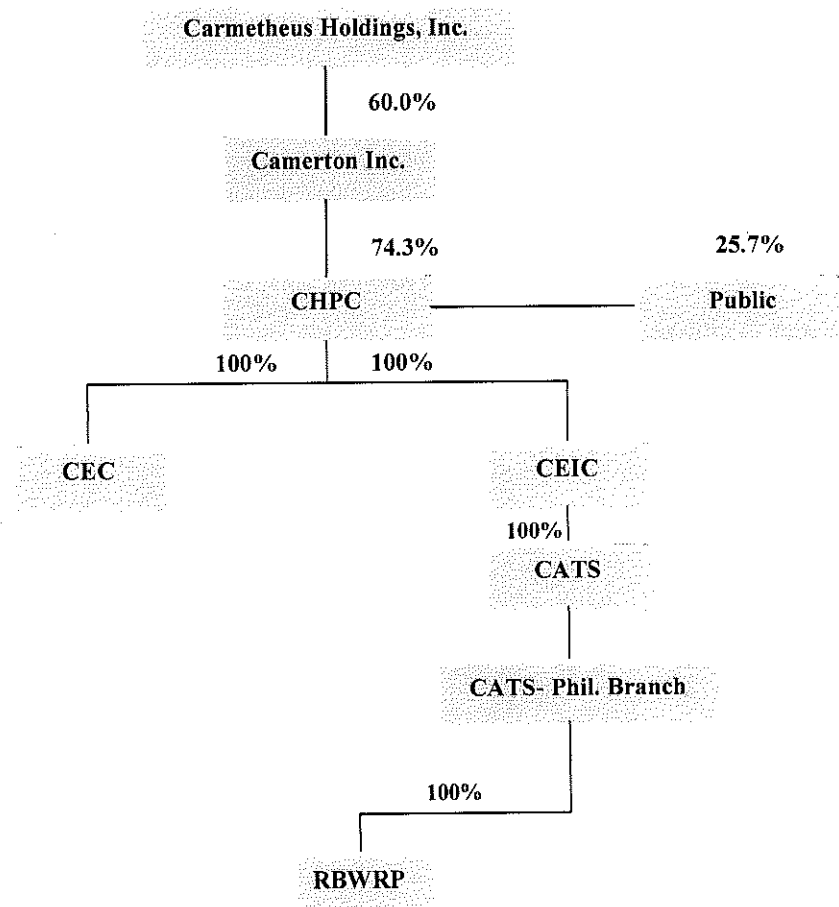 Carmetheus Holdings, Inc.
60.0%
Camerton Inc.
74.3%
25.7%
CHPC
Public
100%
100%
CEC
CEIC
100%
CATS
CATS- Phil. Branch
100%
RBWRP